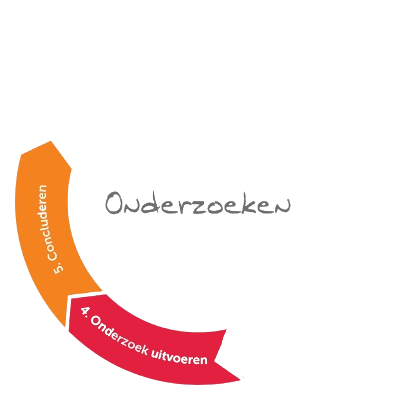 Onderzoeken
5. Concluderen
4. Onderzoek uitvoeren